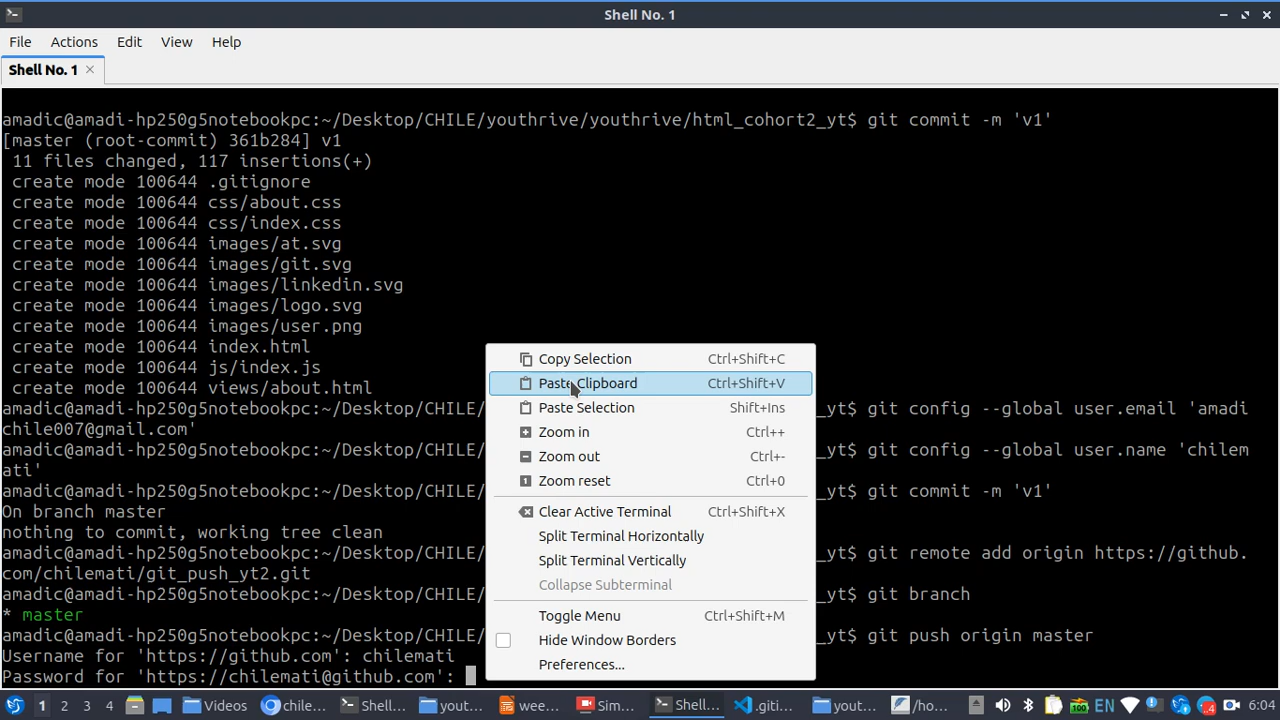 Shell No. 1
File Actions Edit View Help
Shell No. 1
amadic@amadi-hp250g5notebookpc:~/Desktop/CHILE/youthrive/youthrive/html_cohort2_yt$ git commit -m 'v1'
[master (root-commit) 361b284] v1
11 files changed, 117 insertions(+)
create mode 100644 .gitignore
create mode 100644 css/about.css
create mode 100644 css/index.css
create mode 100644 images/at.svg
create mode 100644 images/git.svg
create mode 100644 images/linkedin.svg
create mode 100644 images/logo.svg
create mode 100644 images/user.png
create mode 100644 index.html
create mode 100644 js/index.js
create mode 100644 views/about.html
amadic@amadi-hp250g5notebookpc:~/Desktop/CHILE/ _yt$ git config --global user.email 'amadi
chile007@gmail.com'
amadic@amadi-hp250g5notebookpc:~/Desktop/CHILE/ _yt$ git config --global user.name 'chilem
ati'
amadic@amadi-hp250g5notebookpc:~/Desktop/CHILE/ _yt$ git commit -m 'v1'
On branch master
nothing to commit, working tree clean
amadic@amadi-hp250g5notebookpc:~/Desktop/CHILE/ _yt$ git remote add origin https://github.
com/chilemati/git_push_yt2.git
amadic@amadi-hp250g5notebookpc:~/Desktop/CHILE/ _yt$ git branch
* master
amadic@amadi-hp250g5notebookpc:~/Desktop/CHILE/ _yt$ git push origin master
Username for 'https://github.com': chilemati
Password for 'https://chilemati@github.com':
Copy Selection Ctrl+Shift+C
Paste Clipboard Ctrl+Shift+V
Paste Selection Shift+Ins
Zoom in Ctrl++
Zoom out Ctrl+-
Zoom reset Ctrl+0
Clear Active Terminal Ctrl+Shift+X
Split Terminal Horizontally
Split Terminal Vertically
Collapse Subterminal
Toggle Menu Ctrl+Shift+M
Hide Window Borders
Preferences...
1 2 3 4 Videos chile... Shell... yout... wee... Sim... Shell... .giti... yout... /ho... 100 EN 4 6:04